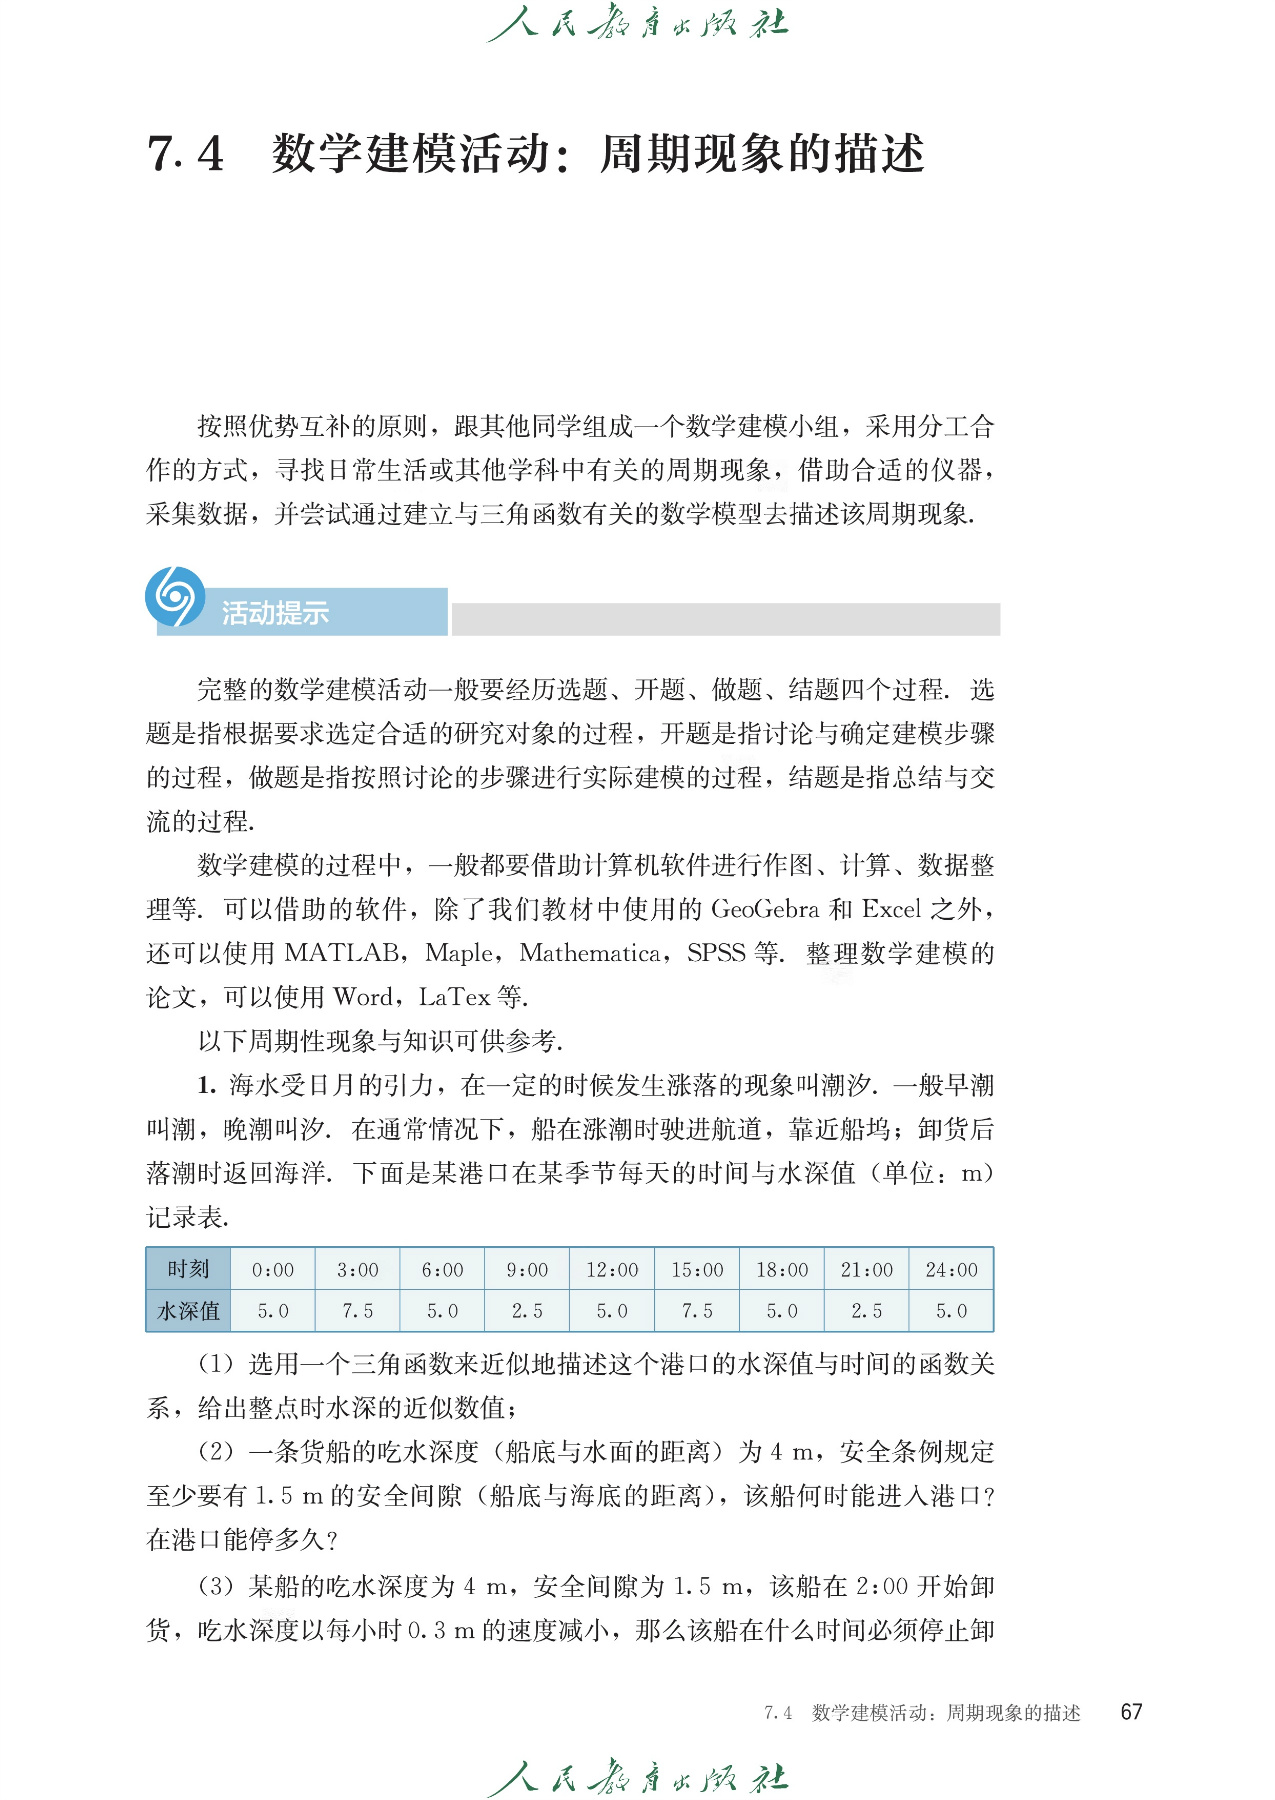 人民教育出版社
7.4 数学建模活动：周期现象的描述
按照优势互补的原则，跟其他同学组成一个数学建模小组，采用分工合
作的方式，寻找日常生活或其他学科中有关的周期现象，借助合适的仪器，
采集数据，并尝试通过建立与三角函数有关的数学模型去描述该周期现象.
活动提示
完整的数学建模活动一般要经历选题、开题、做题、结题四个过程. 选
题是指根据要求选定合适的研究对象的过程，开题是指讨论与确定建模步骤
的过程，做题是指按照讨论的步骤进行实际建模的过程，结题是指总结与交
流的过程.
数学建模的过程中，一般都要借助计算机软件进行作图、计算、数据整
理等. 可以借助的软件，除了我们教材中使用的 GeoGebra 和 Excel 之外，
还可以使用 MATLAB，Maple，Mathematica，SPSS 等. 整理数学建模的
论文，可以使用 Word，LaTex 等.
以下周期性现象与知识可供参考.
1. 海水受日月的引力，在一定的时候发生涨落的现象叫潮汐. 一般早潮
叫潮，晚潮叫汐. 在通常情况下，船在涨潮时驶进航道，靠近船坞；卸货后
落潮时返回海洋. 下面是某港口在某季节每天的时间与水深值（单位：m）
记录表.
时刻 0:00 3:00 6:00 9:00 12:00 15:00 18:00 21:00 24:00
水深值 5.0 7.5 5.0 2.5 5.0 7.5 5.0 2.5 5.0
（1）选用一个三角函数来近似地描述这个港口的水深值与时间的函数关
系，给出整点时水深的近似数值；
（2）一条货船的吃水深度（船底与水面的距离）为 4 m，安全条例规定
至少要有 1.5 m 的安全间隙（船底与海底的距离），该船何时能进入港口？
在港口能停多久？
（3）某船的吃水深度为 4 m，安全间隙为 1.5 m，该船在 2:00 开始卸
货，吃水深度以每小时 0.3 m 的速度减小，那么该船在什么时间必须停止卸
7.4 数学建模活动：周期现象的描述 67
人民教育出版社